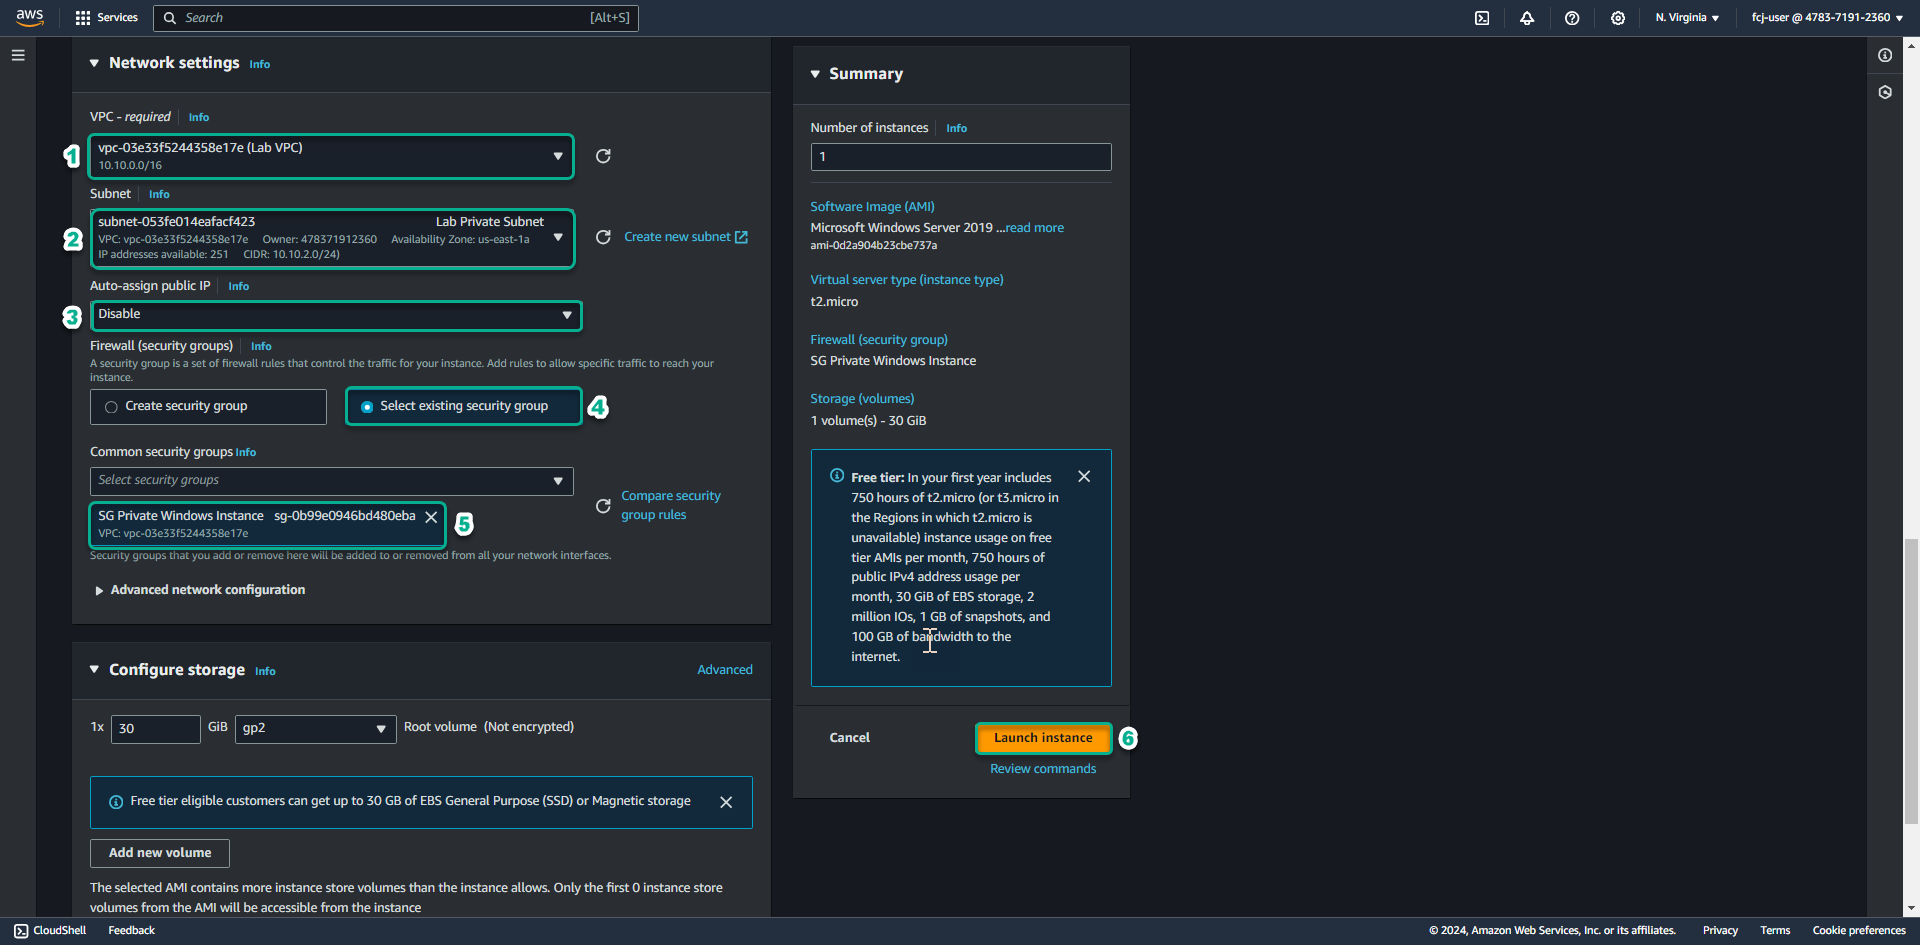 aws
Services
Search
[Alt+S]
N. Virginia
fcj-user @ 4783-7191-2360
Network settings Info
VPC - required Info
1
vpc-03e33f5244358e17e (Lab VPC)
10.10.0.0/16
Subnet Info
2
subnet-053fe014eafacf423 Lab Private Subnet
VPC: vpc-03e33f5244358e17e Owner: 478371912360 Availability Zone: us-east-1a
IP addresses available: 251 CIDR: 10.10.2.0/24)
Create new subnet
Auto-assign public IP Info
3
Disable
Firewall (security groups) Info
A security group is a set of firewall rules that control the traffic for your instance. Add rules to allow specific traffic to reach your
instance.
Create security group
Select existing security group
4
Common security groups Info
Select security groups
SG Private Windows Instance sg-0b99e0946bd480eba
VPC: vpc-03e33f5244358e17e
5
Compare security
group rules
Security groups that you add or remove here will be added to or removed from all your network interfaces.
Advanced network configuration
Configure storage Info
Advanced
1x 30 GiB gp2 Root volume (Not encrypted)
Free tier eligible customers can get up to 30 GB of EBS General Purpose (SSD) or Magnetic storage
Add new volume
The selected AMI contains more instance store volumes than the instance allows. Only the first 0 instance store
volumes from the AMI will be accessible from the instance
Summary
Number of instances Info
1
Software Image (AMI)
Microsoft Windows Server 2019 ...read more
ami-0d2a904b23cbe737a
Virtual server type (instance type)
t2.micro
Firewall (security group)
SG Private Windows Instance
Storage (volumes)
1 volume(s) - 30 GiB
Free tier: In your first year includes
750 hours of t2.micro (or t3.micro in
the Regions in which t2.micro is
unavailable) instance usage on free
tier AMIs per month, 750 hours of
public IPv4 address usage per
month, 30 GiB of EBS storage, 2
million IOs, 1 GB of snapshots, and
100 GB of bandwidth to the
internet.
Cancel
Launch instance
6
Review commands
CloudShell
Feedback
© 2024, Amazon Web Services, Inc. or its affiliates.
Privacy
Terms
Cookie preferences